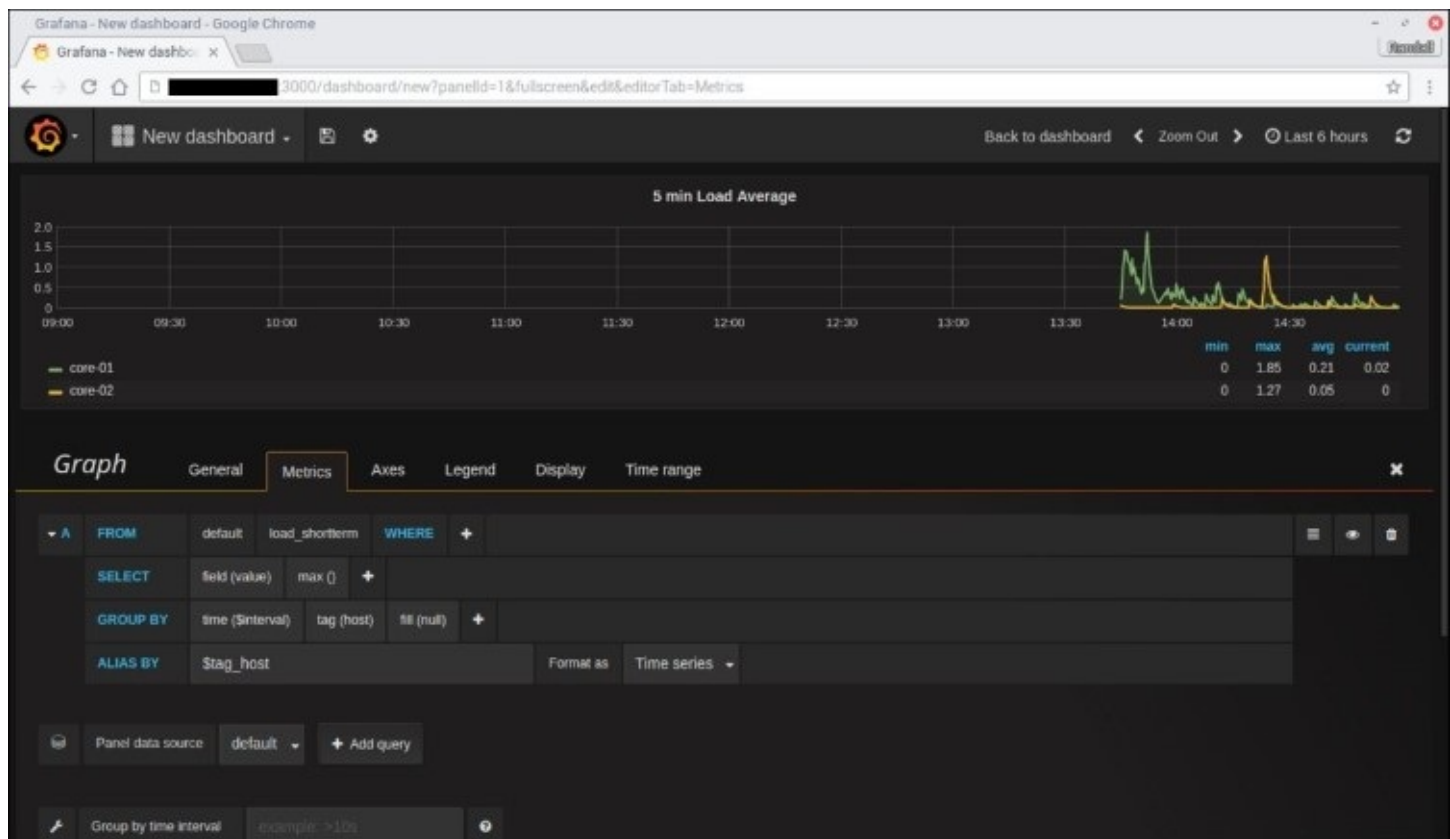 Grafana - New dashboard - Google Chrome
Grafana - New dashbo
:3000/dashboard/new?panelId=1&fullscreen&edit&editorTab=Metrics
New dashboard
Back to dashboard Zoom Out Last 6 hours
5 min Load Average
2.0
1.5
1.0
0.5
0
09:00 09:30 10:00 10:30 11:00 11:30 12:00 12:30 13:00 13:30 14:00 14:30
min max avg current
core-01 0 1.85 0.21 0.02
core-02 0 1.27 0.05 0
Graph General Metrics Axes Legend Display Time range
A FROM default load_shortterm WHERE +
SELECT field (value) max () +
GROUP BY time ($interval) tag (host) fill (null) +
ALIAS BY $tag_host Format as Time series
Panel data source default + Add query
Group by time interval example: >10s